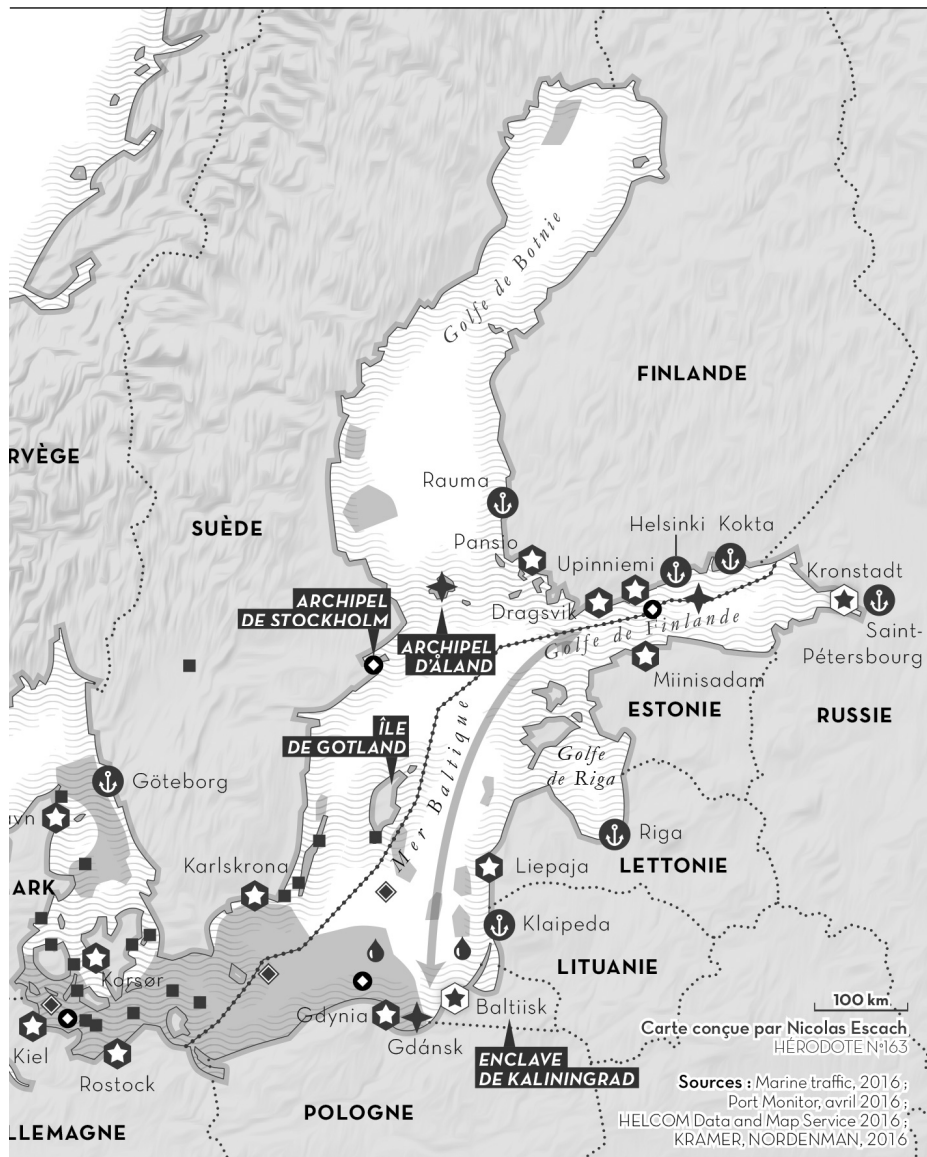 Golfe de Botnie
FINLANDE
RVÈGE
Rauma
SUÈDE
Helsinki
Kokta
Pansio
Upinniemi
Kronstadt
ARCHIPEL
DE STOCKHOLM
Dragsvik
Golfe de Finlande
Saint-
Pétersbourg
ARCHIPEL
D'ÅLAND
Miinisadam
ESTONIE
RUSSIE
ÎLE
DE GOTLAND
Mer Baltique
Golfe
de Riga
Göteborg
avn
Riga
Karlskrona
Liepaja
LETTONIE
ARK
Klaipeda
LITUANIE
Korsør
Gdynia
Baltiisk
100 km
Kiel
Gdánsk
Carte conçue par Nicolas Escach
HÉRODOTE N°163
Rostock
ENCLAVE
DE KALININGRAD
Sources : Marine traffic, 2016 ;
Port Monitor, avril 2016 ;
HELCOM Data and Map Service 2016 ;
KRAMER, NORDENMAN, 2016
POLOGNE
LLEMAGNE